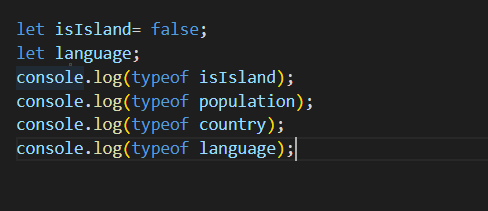 let isIsland= false;
let language;
console.log(typeof isIsland);
console.log(typeof population);
console.log(typeof country);
console.log(typeof language);